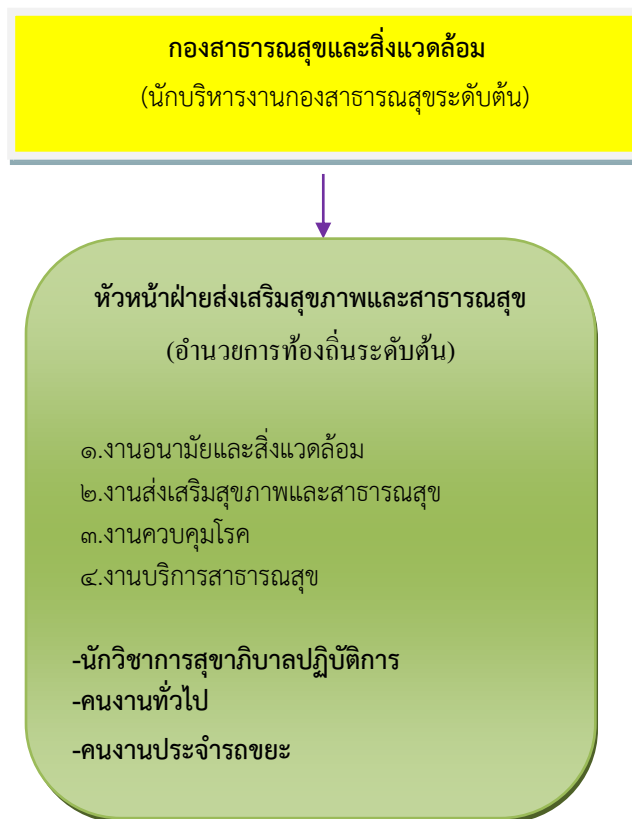 กองสาธารณสุขและสิ่งแวดล้อม
(นักบริหารงานกองสาธารณสุขระดับต้น)
หัวหน้าฝ่ายส่งเสริมสุขภาพและสาธารณสุข
(อำนวยการท้องถิ่นระดับต้น)
๑.งานอนามัยและสิ่งแวดล้อม
๒.งานส่งเสริมสุขภาพและสาธารณสุข
๓.งานควบคุมโรค
๔.งานบริการสาธารณสุข
-นักวิชาการสุขาภิบาลปฏิบัติการ
-คนงานทั่วไป
-คนงานประจำรถขยะ